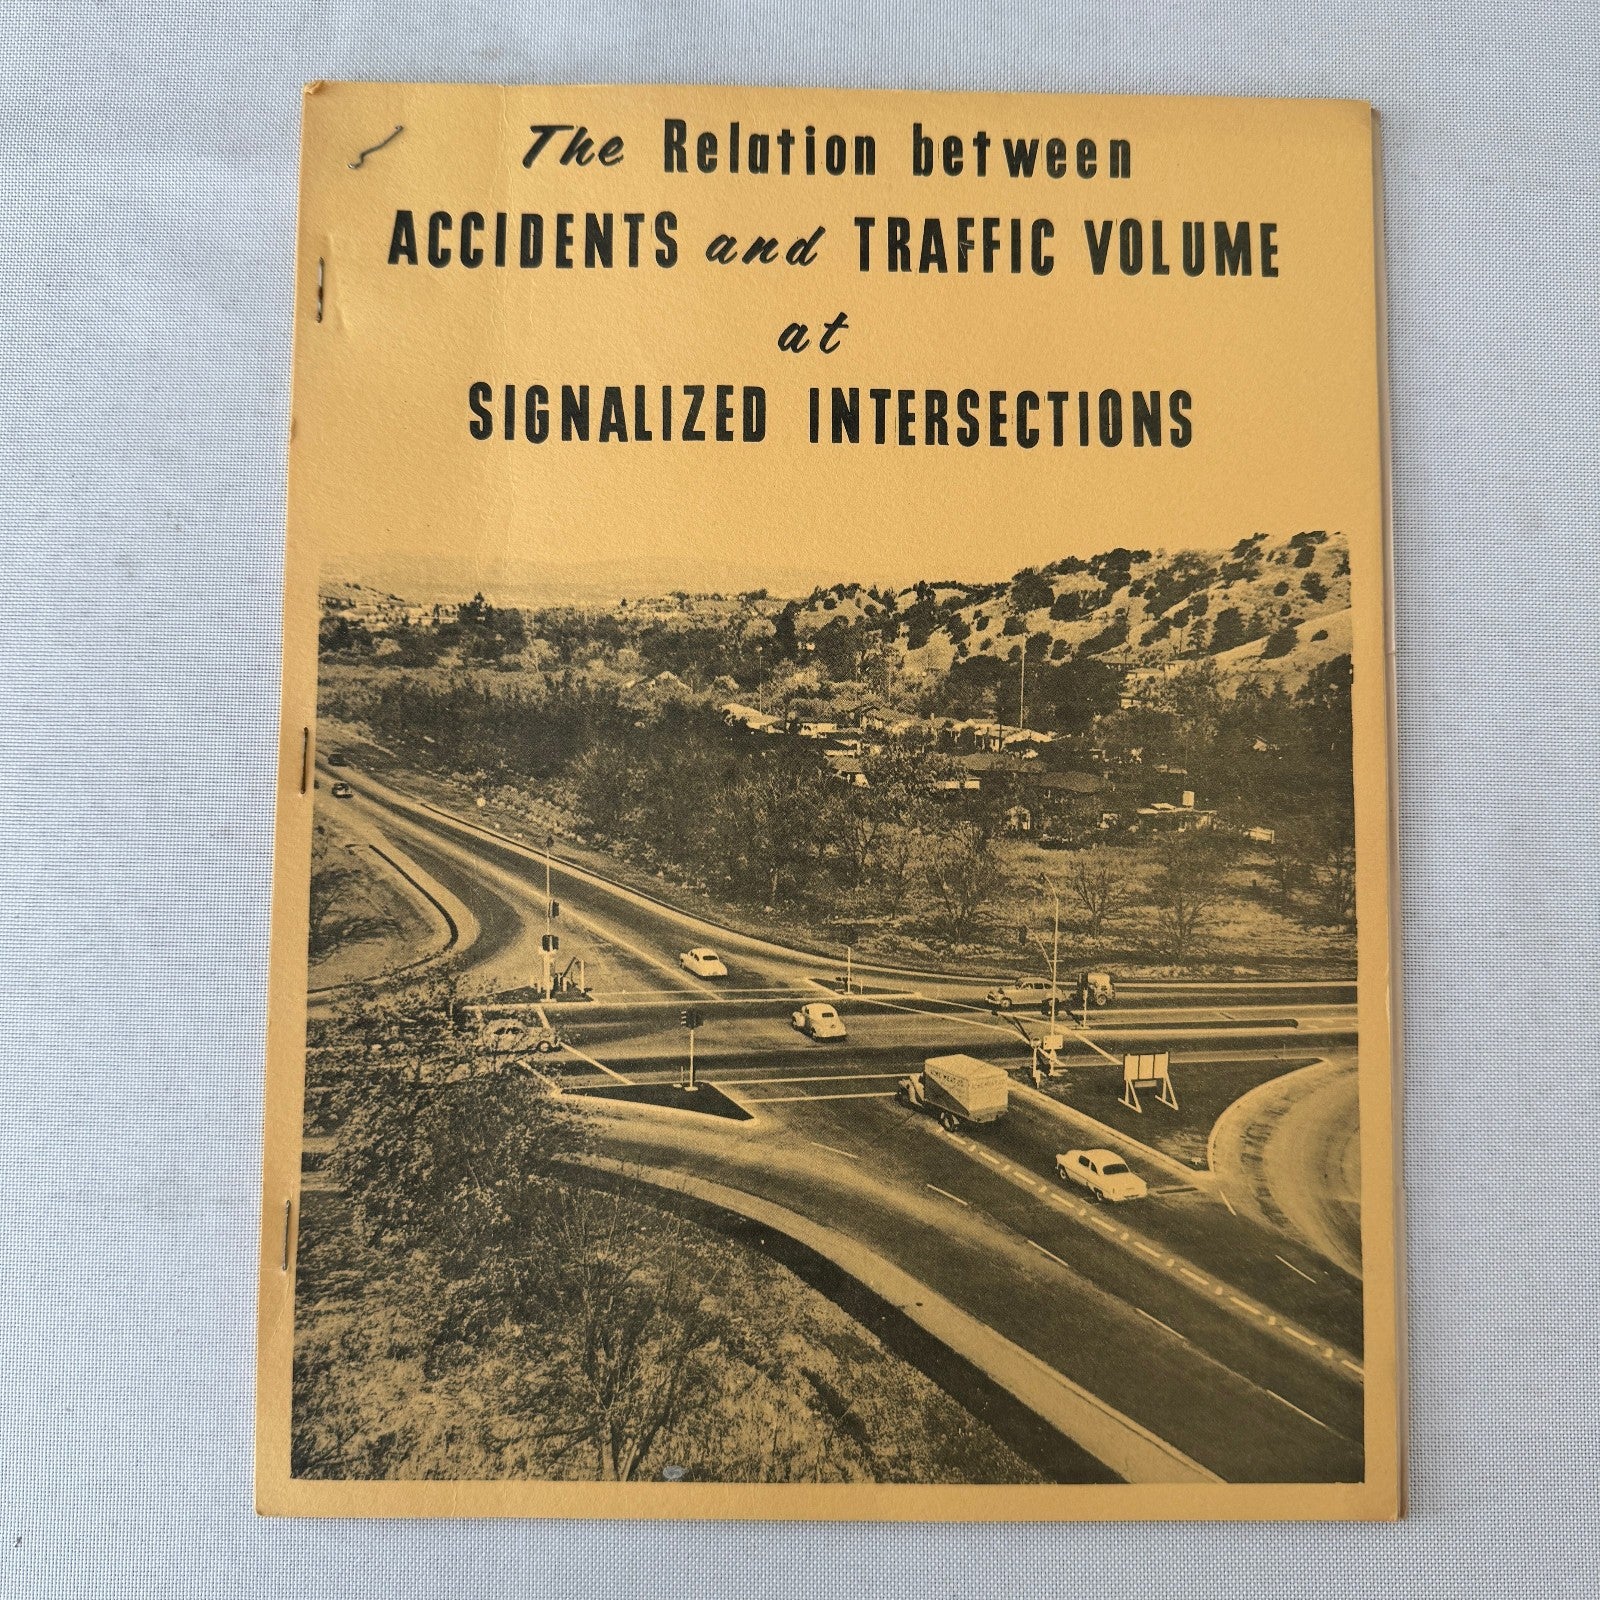 The Relation between
ACCIDENTS and TRAFFIC VOLUME
at
SIGNALIZED INTERSECTIONS